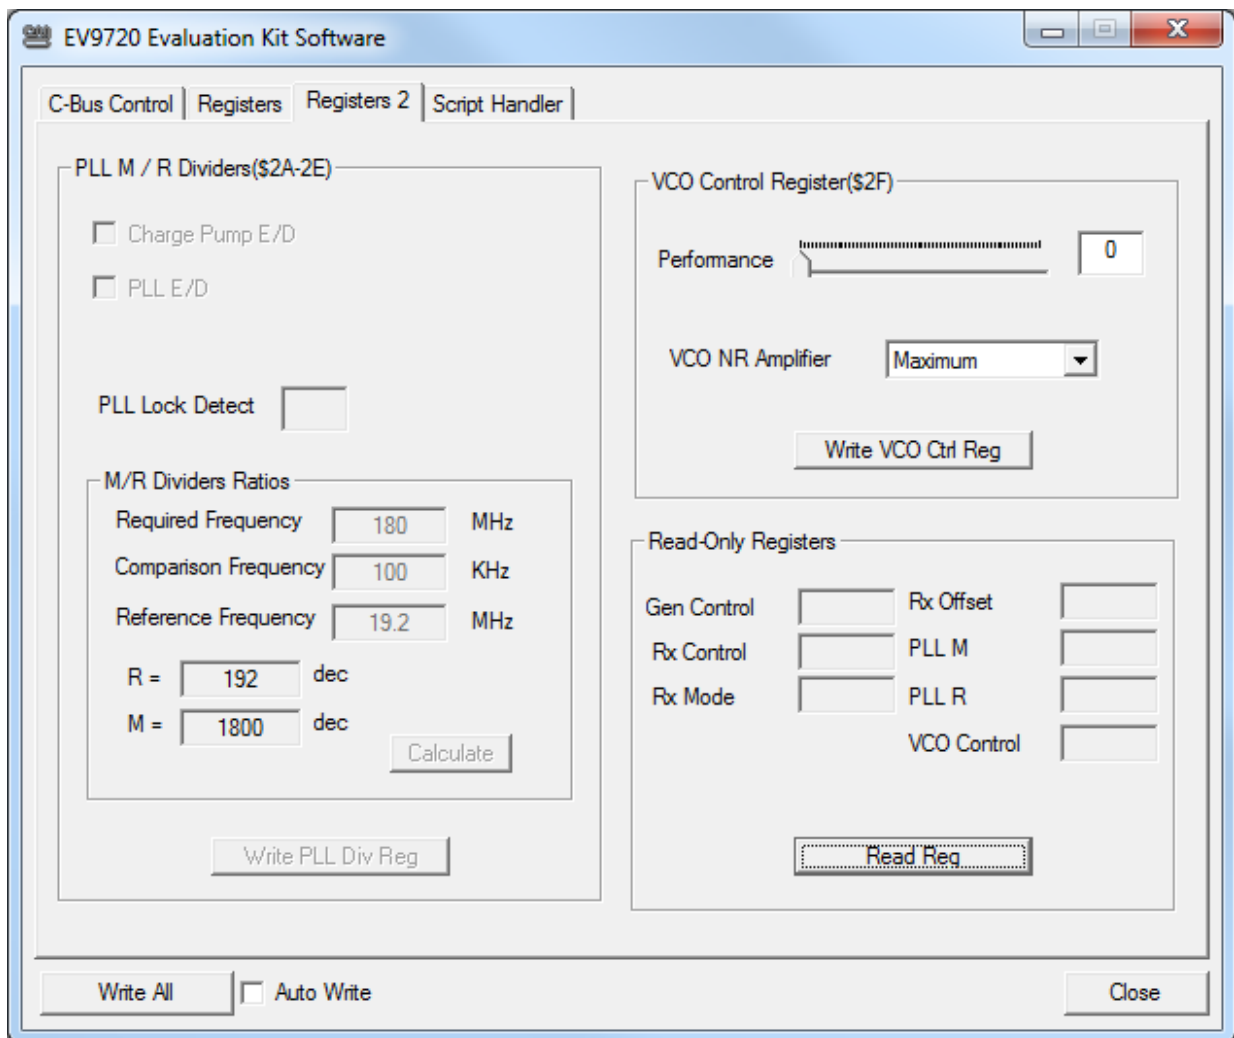 EV9720 Evaluation Kit Software
C-Bus Control Registers Registers 2 Script Handler
PLL M / R Dividers($2A-2E)
Charge Pump E/D
PLL E/D
PLL Lock Detect
M/R Dividers Ratios
Required Frequency 180 MHz
Comparison Frequency 100 KHz
Reference Frequency 19.2 MHz
R = 192 dec
M = 1800 dec
Calculate
Write PLL Div Reg
VCO Control Register($2F)
Performance 0
VCO NR Amplifier Maximum
Write VCO Ctrl Reg
Read-Only Registers
Gen Control Rx Offset
Rx Control PLL M
Rx Mode PLL R
VCO Control
Read Reg
Write All Auto Write Close